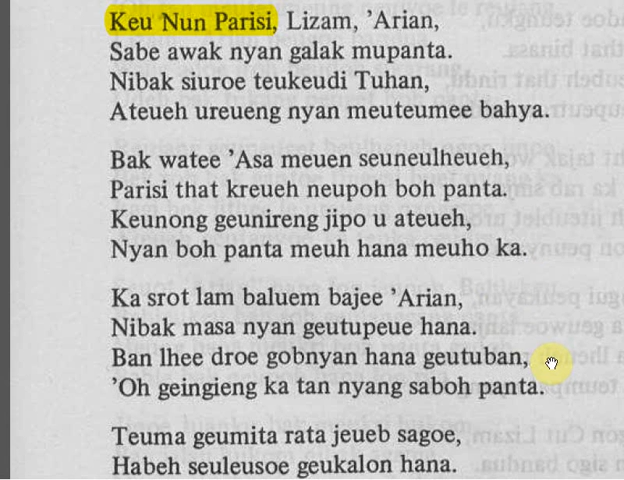 Keu Nun Parisi, Lizam, ’Arian,
Sabe awak nyan galak mupanta.
Nibak siuroe teukeudi Tuhan,
Ateueh ureueng nyan meuteumee bahya.
Bak watee ’Asa meuen seuneulheueh,
Parisi that kreueh neupoh boh panta.
Keunong geunireng jipo u ateueh,
Nyan boh panta meuh hana meuho ka.
Ka srot lam baluem bajee ’Arian,
Nibak masa nyan geutupeue hana.
Ban lhee droe gobnyan hana geutuban,
’Oh geingieng ka tan nyang saboh panta.
Teuma geumita rata jeueb sagoe,
Habeh seuleusoe geukalon hana.